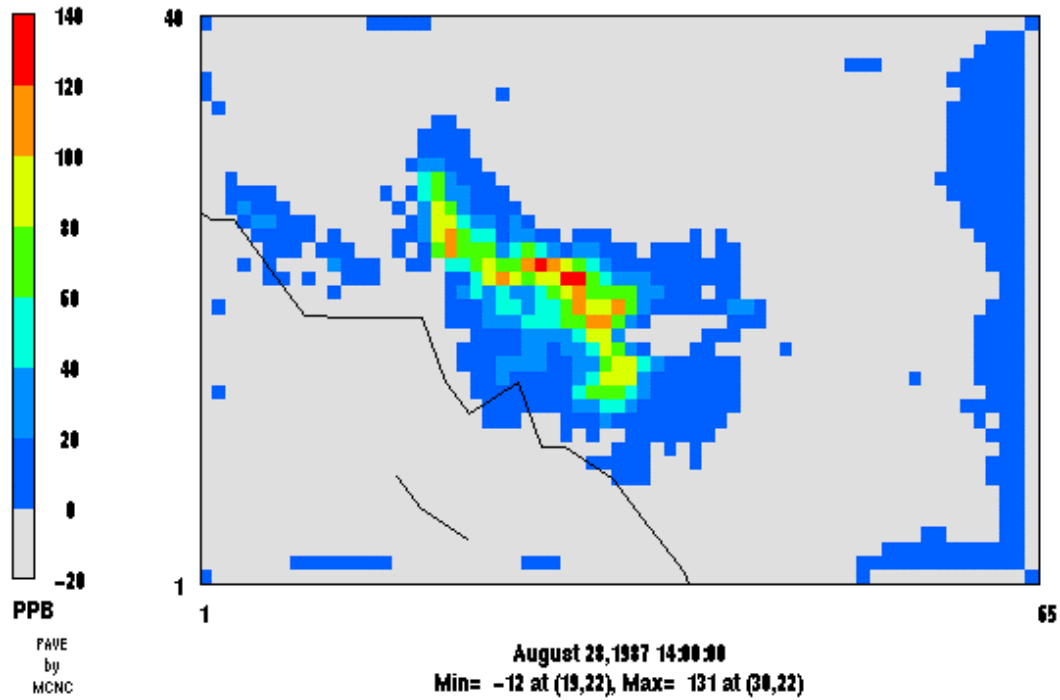 140
120
100
80
60
40
20
0
-20
PPB
PAVE
by
MCNC
40
1
1
65
August 28,1987 14:00:00
Min= -12 at (19,22), Max= 131 at (30,22)